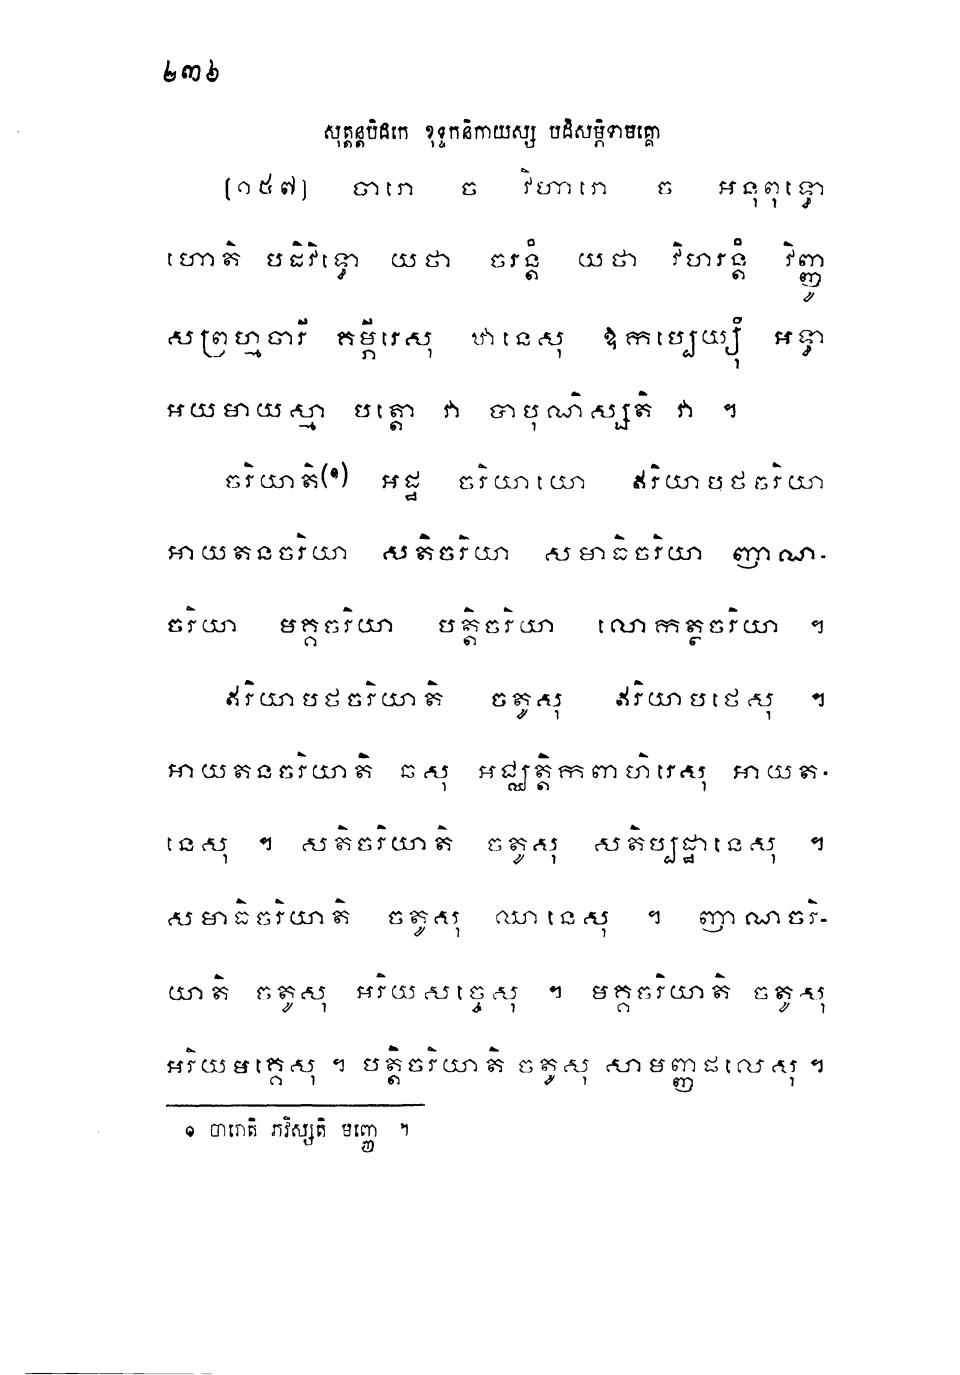 ២៣៦
សុត្តន្តបិដកេ ខុទ្ទកនិកាយស្ស បដិសម្ភិទាមគ្គោ
(១៥៧) ចារោ ច វិហារោ ច អនុពុទ្ធោ
ហោតិ បដិវិទ្ធោ យថា ចរន្តំ យថា វិហរន្តំ វិញ្ញូ
សព្រហ្មចារី គម្ភីរេសុ ឋានេសុ ឱកប្បេយ្យុំ អទ្ធា
អយមាយស្មា បត្តោ វា បាបុណិស្សតិ វា ។
ចរិយាតិ(១) អដ្ឋ ចរិយាយោ ឥរិយាបថចរិយា
អាយតនចរិយា សតិចរិយា សមាធិចរិយា ញាណ-
ចរិយា មគ្គចរិយា បត្តិចរិយា លោកត្ថចរិយា ។
ឥរិយាបថចរិយាតិ ចតូសុ ឥរិយាបថេសុ ។
អាយតនចរិយាតិ ឆសុ អជ្ឈត្តិកពាហិរេសុ អាយត-
នេសុ ។ សតិចរិយាតិ ចតូសុ សតិប្បដ្ឋានេសុ ។
សមាធិចរិយាតិ ចតូសុ ឈានេសុ ។ ញាណចរិ-
យាតិ ចតូសុ អរិយសច្ចេសុ ។ មគ្គចរិយាតិ ចតូសុ
អរិយមគ្គេសុ ។ បត្តិចរិយាតិ ចតូសុ សាមញ្ញផលេសុ ។
១ ចារោតិ ភវិស្សតិ មញ្ញេ ។